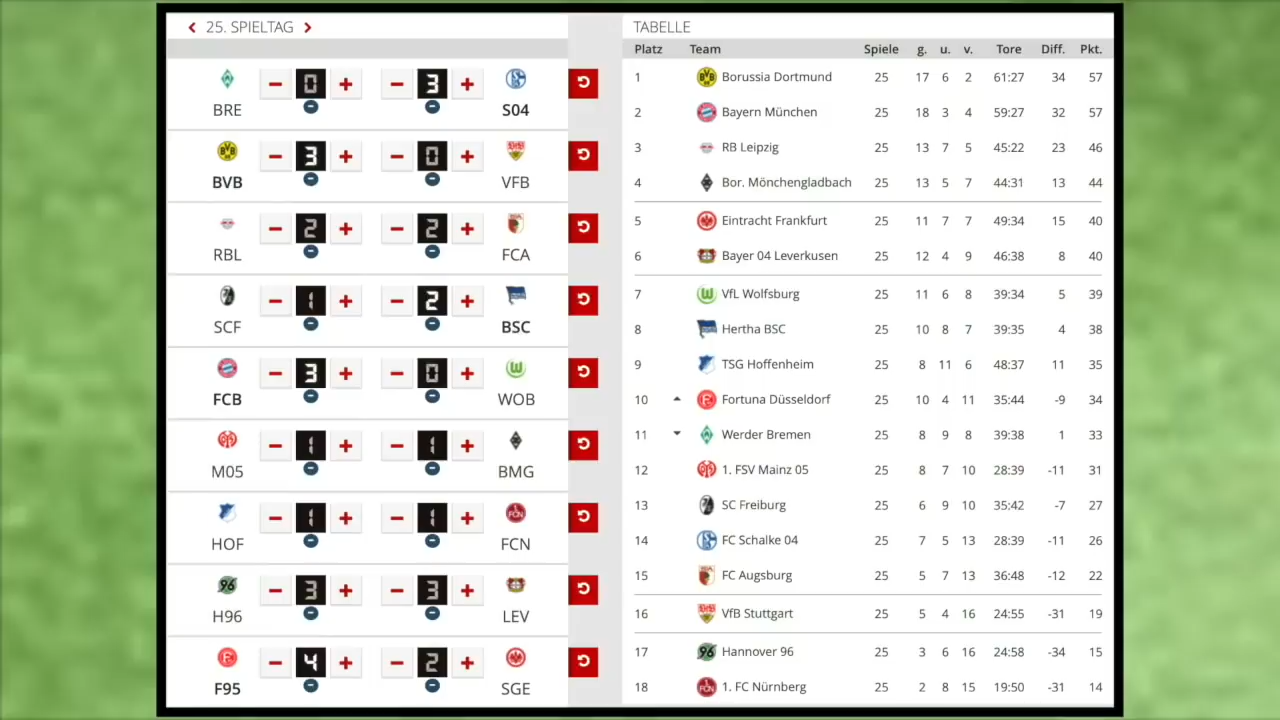 25. SPIELTAG
0 3
BRE S04
3 0
BVB VFB
2 2
RBL FCA
1 2
SCF BSC
3 0
FCB WOB
1 1
M05 BMG
1 1
HOF FCN
3 3
H96 LEV
4 2
F95 SGE
TABELLE
Platz Team Spiele g. u. v. Tore Diff. Pkt.
1 Borussia Dortmund 25 17 6 2 61:27 34 57
2 Bayern München 25 18 3 4 59:27 32 57
3 RB Leipzig 25 13 7 5 45:22 23 46
4 Bor. Mönchengladbach 25 13 5 7 44:31 13 44
5 Eintracht Frankfurt 25 11 7 7 49:34 15 40
6 Bayer 04 Leverkusen 25 12 4 9 46:38 8 40
7 VfL Wolfsburg 25 11 6 8 39:34 5 39
8 Hertha BSC 25 10 8 7 39:35 4 38
9 TSG Hoffenheim 25 8 11 6 48:37 11 35
10 Fortuna Düsseldorf 25 10 4 11 35:44 -9 34
11 Werder Bremen 25 8 9 8 39:38 1 33
12 1. FSV Mainz 05 25 8 7 10 28:39 -11 31
13 SC Freiburg 25 6 9 10 35:42 -7 27
14 FC Schalke 04 25 7 5 13 28:39 -11 26
15 FC Augsburg 25 5 7 13 36:48 -12 22
16 VfB Stuttgart 25 5 4 16 24:55 -31 19
17 Hannover 96 25 3 6 16 24:58 -34 15
18 1. FC Nürnberg 25 2 8 15 19:50 -31 14